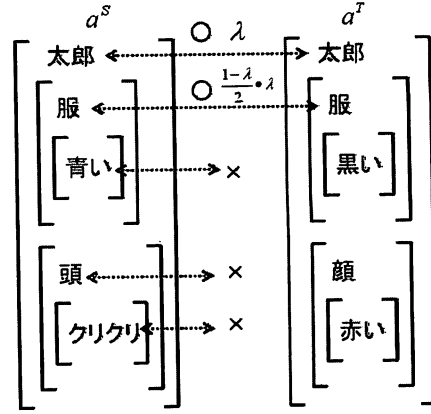 a^S a^T
○ λ
太郎 太郎
○ (1-λ)/2・λ
服 服
青い × 黒い
頭 × 顔
クリクリ × 赤い